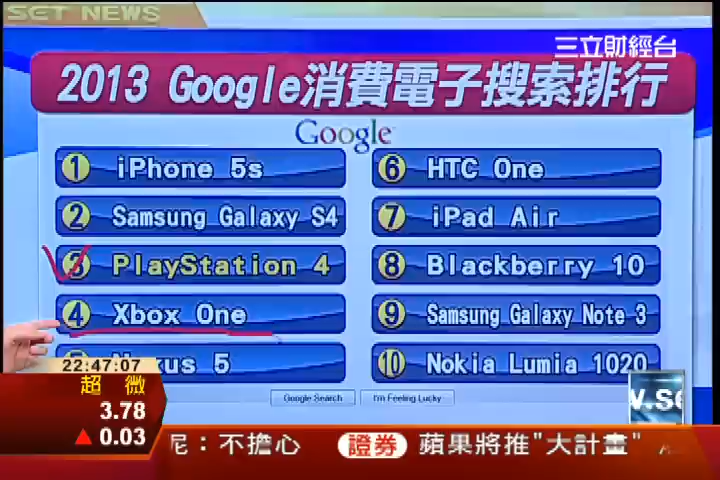 SET NEWS
三立財經台
2013 Google消費電子搜索排行
Google
1 iPhone 5s
2 Samsung Galaxy S4
3 PlayStation 4
4 Xbox One
5 Nexus 5
6 HTC One
7 iPad Air
8 Blackberry 10
9 Samsung Galaxy Note 3
10 Nokia Lumia 1020
Google Search
I'm Feeling Lucky
22:47:07
超微
3.78
▲0.03
尼：不擔心 證券 蘋果將推"大計畫"